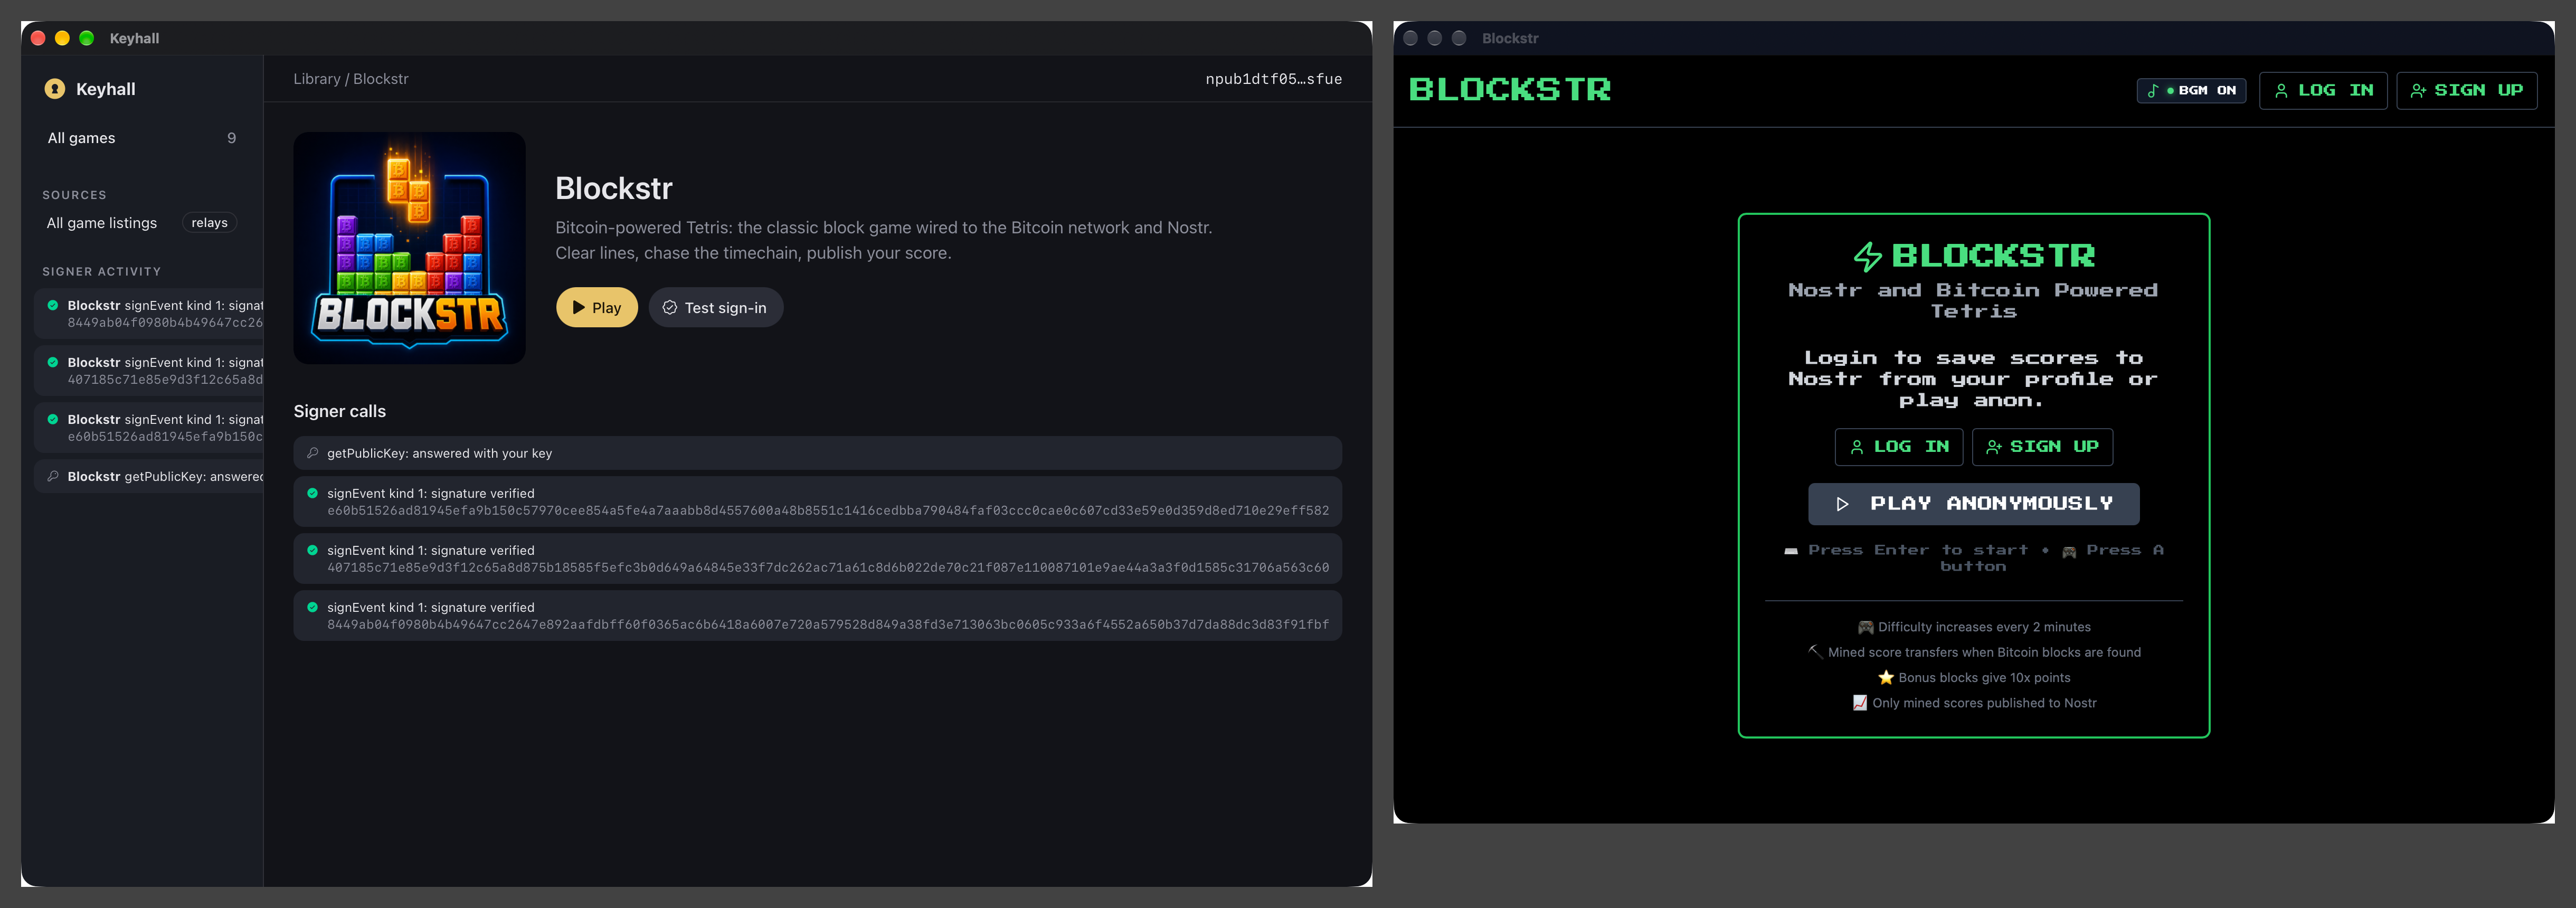 Keyhall
Keyhall
All games 9
SOURCES
All game listings relays
SIGNER ACTIVITY
Blockstr signEvent kind 1: signat
8449ab04f0980b4b49647cc26
Blockstr signEvent kind 1: signat
407185c71e85e9d3f12c65a8d
Blockstr signEvent kind 1: signat
e60b51526ad81945efa9b150c
Blockstr getPublicKey: answered
Library / Blockstr npub1dtf05…sfue
BLOCKSTR
Blockstr
Bitcoin-powered Tetris: the classic block game wired to the Bitcoin network and Nostr.
Clear lines, chase the timechain, publish your score.
Play Test sign-in
Signer calls
getPublicKey: answered with your key
signEvent kind 1: signature verified
e60b51526ad81945efa9b150c57970cee854a5fe4a7aaabb8d4557600a48b8551c1416cedbba790484faf03ccc0cae0c607cd33e59e0d359d8ed710e29eff582
signEvent kind 1: signature verified
407185c71e85e9d3f12c65a8d875b18585f5efc3b0d649a64845e33f7dc262ac71a61c8d6b022de70c21f087e110087101e9ae44a3a3f0d1585c31706a563c60
signEvent kind 1: signature verified
8449ab04f0980b4b49647cc2647e892aafdbff60f0365ac6b6418a6007e720a579528d849a38fd3e713063bc0605c933a6f4552a650b37d7da88dc3d83f91fbf
Blockstr
BLOCKSTR BGM ON LOG IN SIGN UP
BLOCKSTR
Nostr and Bitcoin Powered
Tetris
Login to save scores to
Nostr from your profile or
play anon.
LOG IN SIGN UP
PLAY ANONYMOUSLY
Press Enter to start • Press A
button
Difficulty increases every 2 minutes
Mined score transfers when Bitcoin blocks are found
Bonus blocks give 10x points
Only mined scores published to Nostr